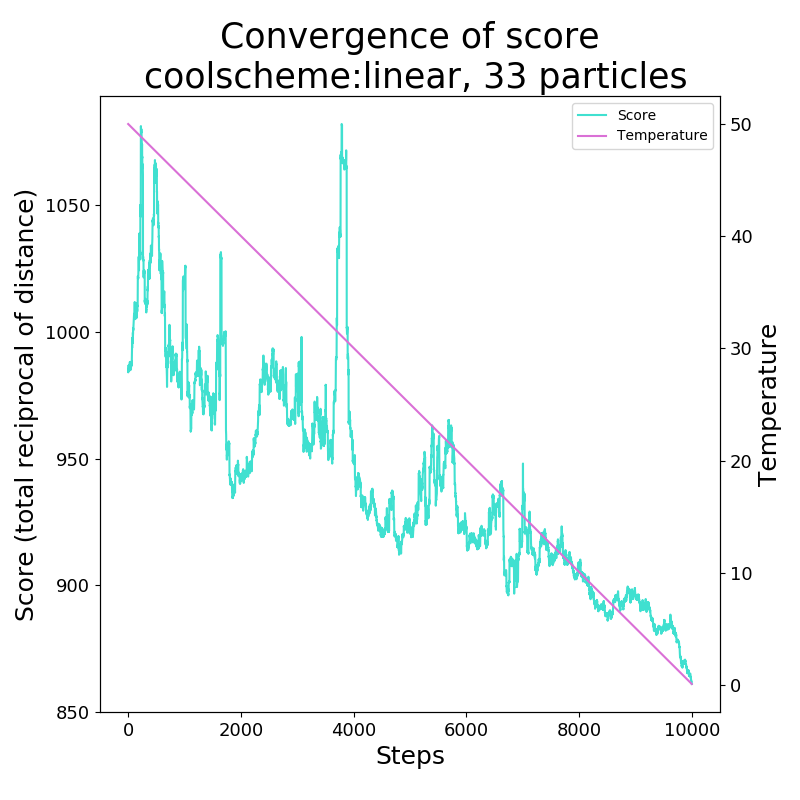 Convergence of score
coolscheme:linear, 33 particles
Score
Temperature
Score (total reciprocal of distance)
1050
1000
950
900
850
50
40
30
20
10
0
Temperature
0 2000 4000 6000 8000 10000
Steps